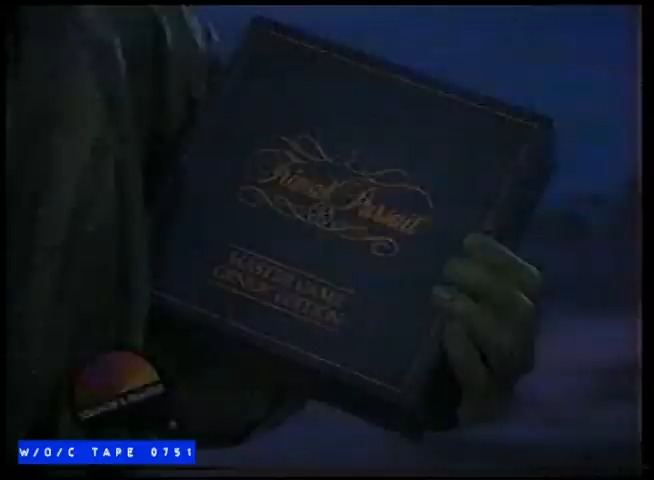 Trivial Pursuit
MASTER GAME
GENUS EDITION
W/O/C TAPE 0751